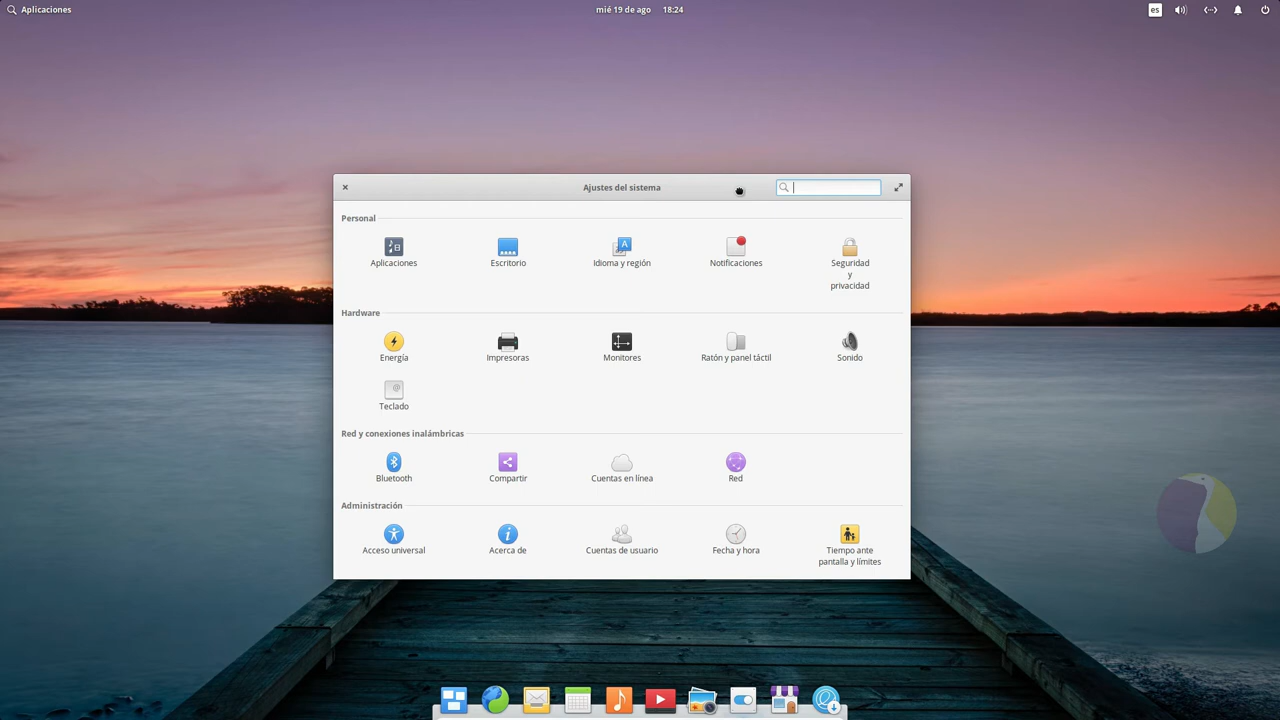 Aplicaciones
mié 19 de ago 18:24
es
Ajustes del sistema
Personal
Aplicaciones
Escritorio
Idioma y región
Notificaciones
Seguridad
y
privacidad
Hardware
Energía
Impresoras
Monitores
Ratón y panel táctil
Sonido
Teclado
Red y conexiones inalámbricas
Bluetooth
Compartir
Cuentas en línea
Red
Administración
Acceso universal
Acerca de
Cuentas de usuario
Fecha y hora
Tiempo ante
pantalla y límites